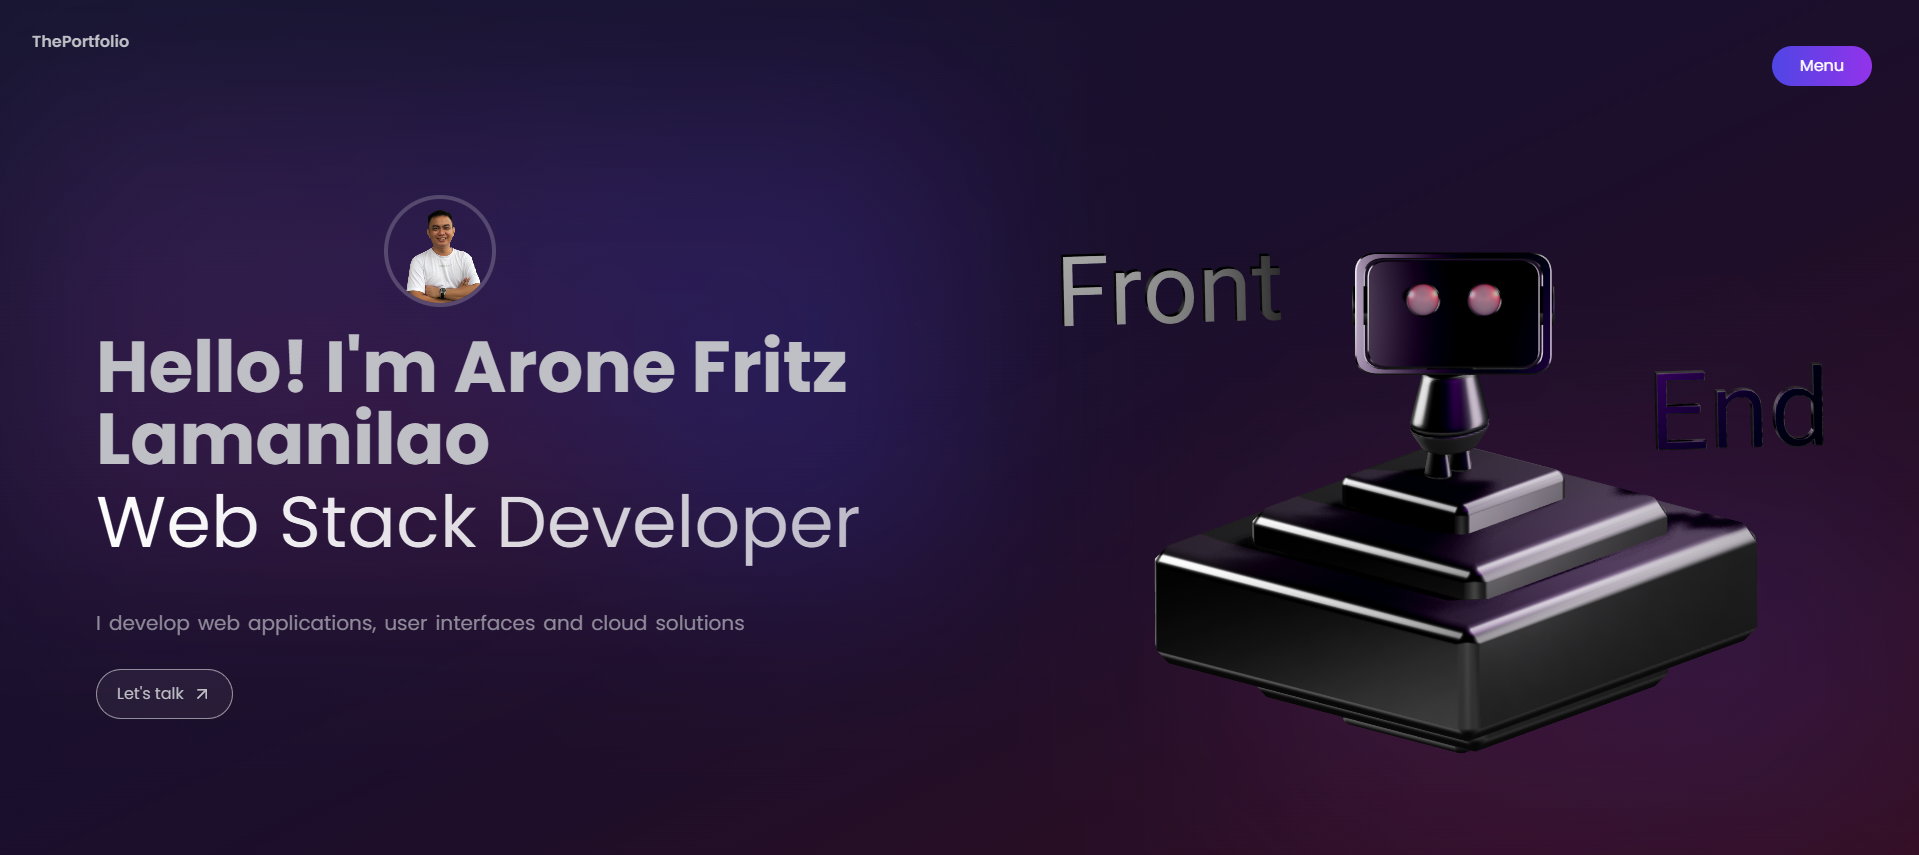 ThePortfolio
Menu
Hello! I'm Arone Fritz
Lamanilao
Web Stack Developer
I develop web applications, user interfaces and cloud solutions
Let's talk
Front
End